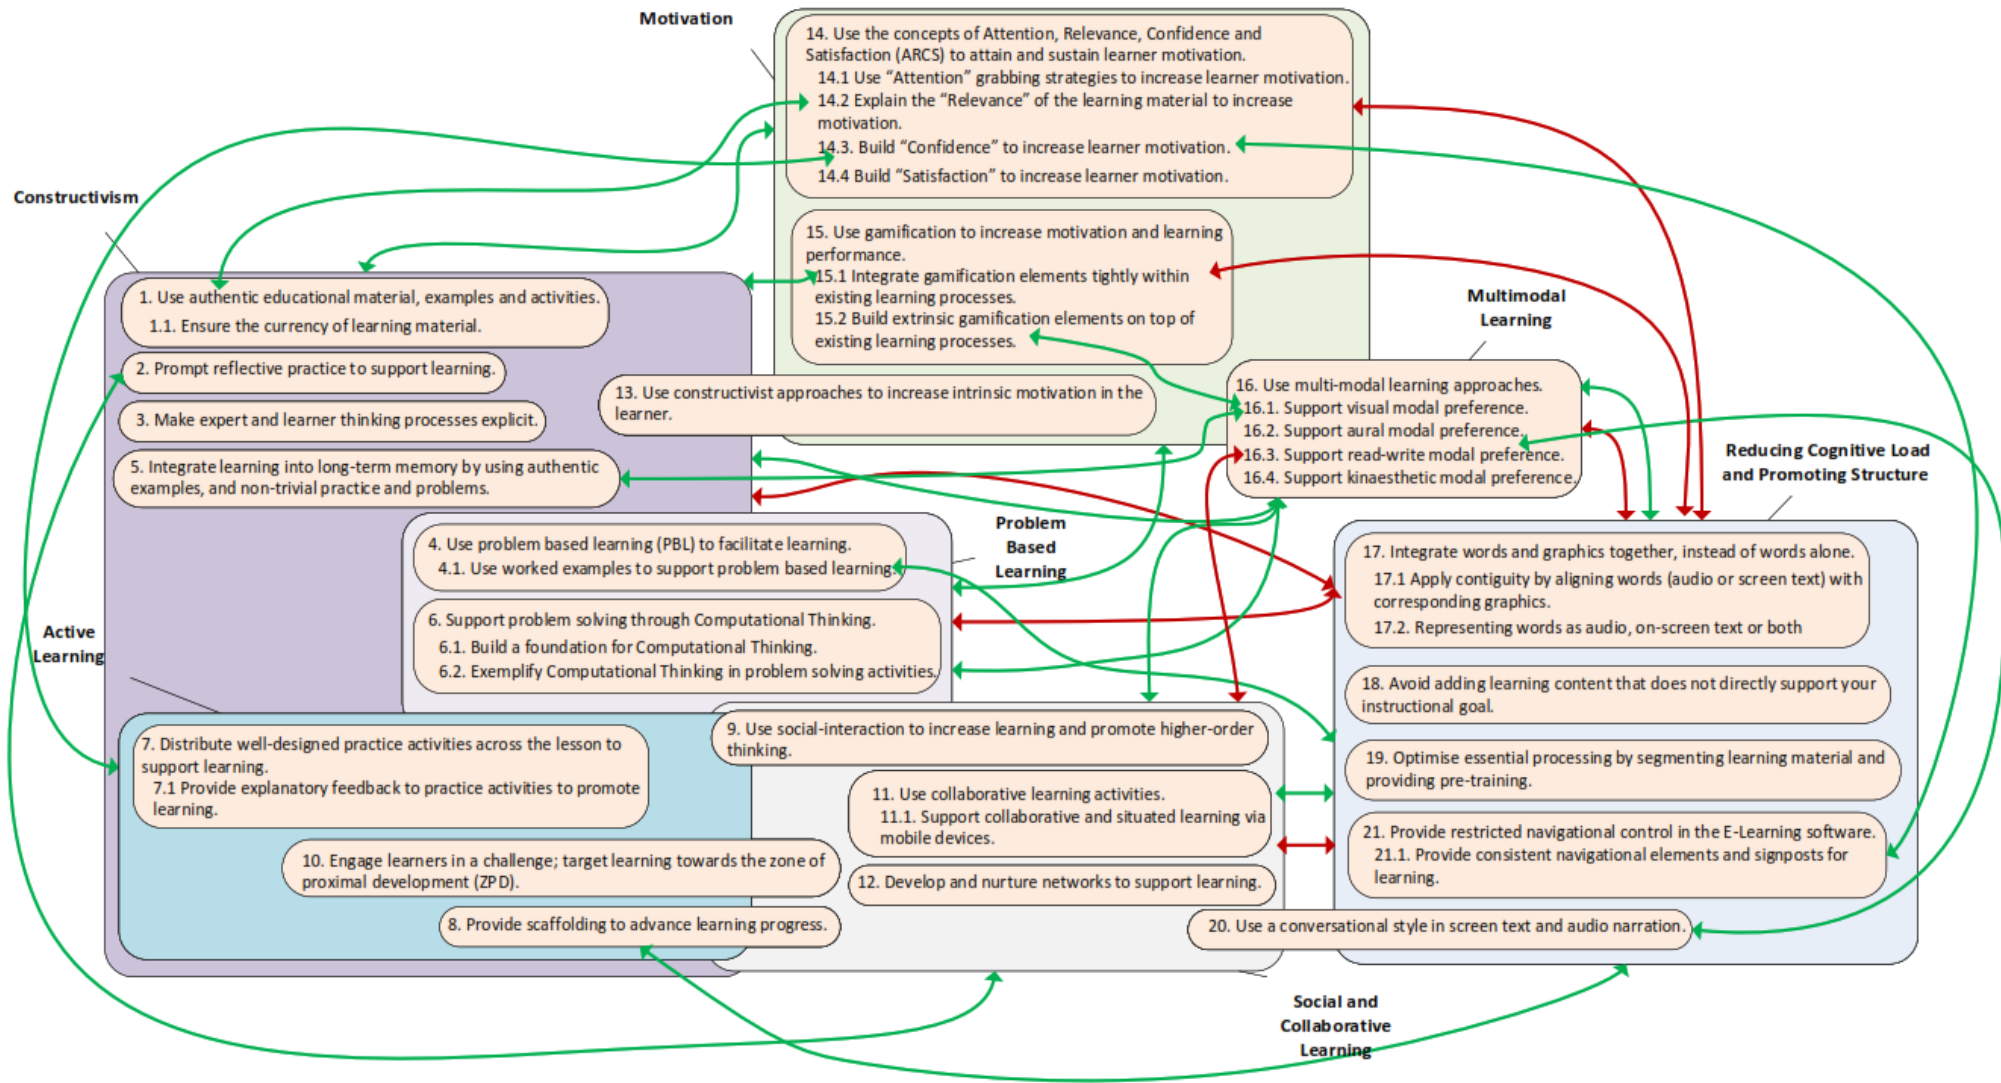 Motivation
14. Use the concepts of Attention, Relevance, Confidence and
Satisfaction (ARCS) to attain and sustain learner motivation.
14.1 Use “Attention” grabbing strategies to increase learner motivation.
14.2 Explain the “Relevance” of the learning material to increase
motivation.
14.3. Build “Confidence” to increase learner motivation.
14.4 Build “Satisfaction” to increase learner motivation.
15. Use gamification to increase motivation and learning
performance.
15.1 Integrate gamification elements tightly within
existing learning processes.
15.2 Build extrinsic gamification elements on top of
existing learning processes.
13. Use constructivist approaches to increase intrinsic motivation in the
learner.
Constructivism
1. Use authentic educational material, examples and activities.
1.1. Ensure the currency of learning material.
2. Prompt reflective practice to support learning.
3. Make expert and learner thinking processes explicit.
5. Integrate learning into long-term memory by using authentic
examples, and non-trivial practice and problems.
Multimodal
Learning
16. Use multi-modal learning approaches.
16.1. Support visual modal preference.
16.2. Support aural modal preference.
16.3. Support read-write modal preference.
16.4. Support kinaesthetic modal preference.
Problem
Based
Learning
4. Use problem based learning (PBL) to facilitate learning.
4.1. Use worked examples to support problem based learning.
6. Support problem solving through Computational Thinking.
6.1. Build a foundation for Computational Thinking.
6.2. Exemplify Computational Thinking in problem solving activities.
Reducing Cognitive Load
and Promoting Structure
17. Integrate words and graphics together, instead of words alone.
17.1 Apply contiguity by aligning words (audio or screen text) with
corresponding graphics.
17.2. Representing words as audio, on-screen text or both
18. Avoid adding learning content that does not directly support your
instructional goal.
19. Optimise essential processing by segmenting learning material and
providing pre-training.
21. Provide restricted navigational control in the E-Learning software.
21.1. Provide consistent navigational elements and signposts for
learning.
20. Use a conversational style in screen text and audio narration.
Active
Learning
7. Distribute well-designed practice activities across the lesson to
support learning.
7.1 Provide explanatory feedback to practice activities to promote
learning.
10. Engage learners in a challenge; target learning towards the zone of
proximal development (ZPD).
8. Provide scaffolding to advance learning progress.
9. Use social-interaction to increase learning and promote higher-order
thinking.
11. Use collaborative learning activities.
11.1. Support collaborative and situated learning via
mobile devices.
12. Develop and nurture networks to support learning.
Social and
Collaborative
Learning